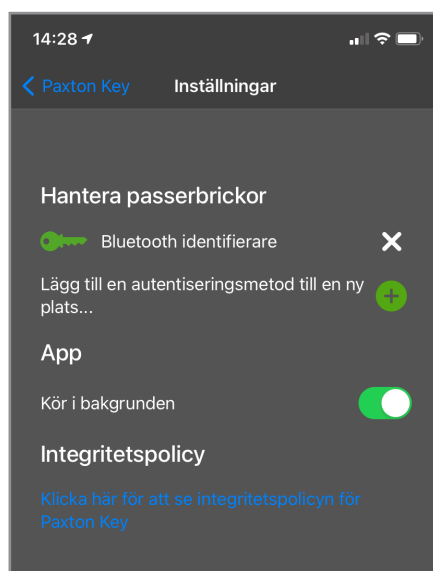 14:28
Paxton Key
Inställningar
Hantera passerbrickor
Bluetooth identifierare
Lägg till en autentiseringsmetod till en ny
plats...
App
Kör i bakgrunden
Integritetspolicy
Klicka här för att se integritetspolicyn för
Paxton Key